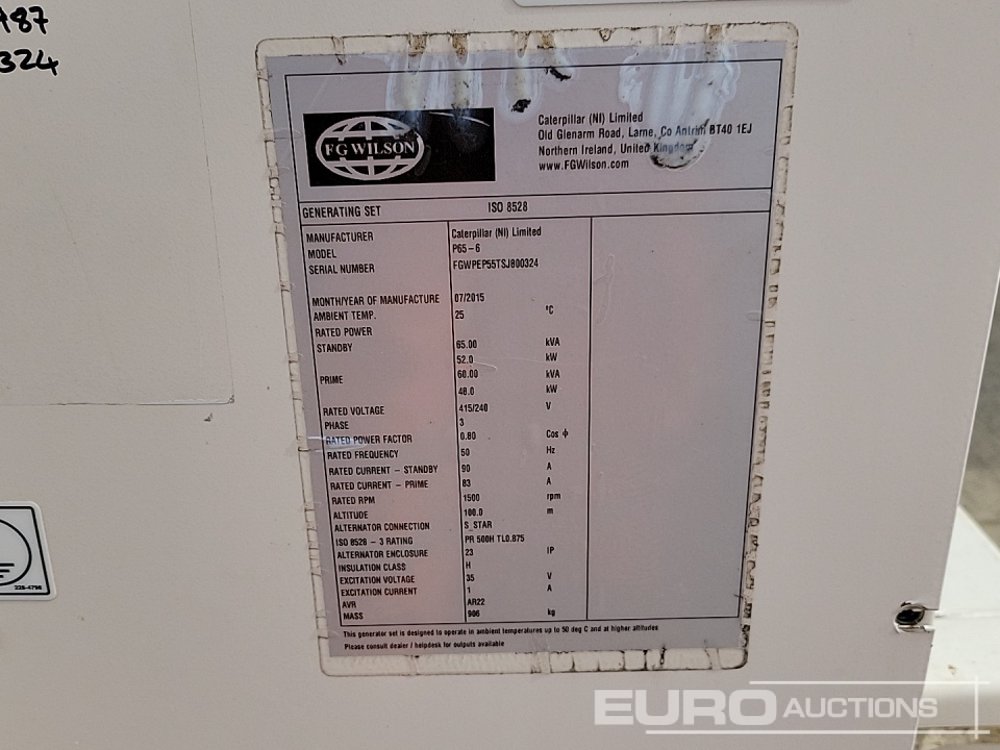 324
FG WILSON
Caterpillar (NI) Limited
Old Glenarm Road, Larne, Co Antrim BT40 1EJ
Northern Ireland, United Kingdom
www.FGWilson.com
GENERATING SET ISO 8528
MANUFACTURER Caterpillar (NI) Limited
MODEL P65-6
SERIAL NUMBER FGWPEP55TSJ800324
MONTH/YEAR OF MANUFACTURE 07/2015
AMBIENT TEMP. 25 °C
RATED POWER
STANDBY 65.00 kVA
52.0 kW
PRIME 60.00 kVA
48.0 kW
RATED VOLTAGE 415/240 V
PHASE 3
RATED POWER FACTOR 0.80 Cos ϕ
RATED FREQUENCY 50 Hz
RATED CURRENT - STANDBY 90 A
RATED CURRENT - PRIME 83 A
RATED RPM 1500 rpm
ALTITUDE 100.0 m
ALTERNATOR CONNECTION S_STAR
ISO 8528 - 3 RATING PR 500H TL0.875
ALTERNATOR ENCLOSURE 23 IP
INSULATION CLASS H
EXCITATION VOLTAGE 35 V
EXCITATION CURRENT 1 A
AVR AR22
MASS 906 kg
This generator set is designed to operate in ambient temperatures up to 50 deg C and at higher altitudes
Please consult dealer / helpdesk for outputs available
228-4798
EURO AUCTIONS